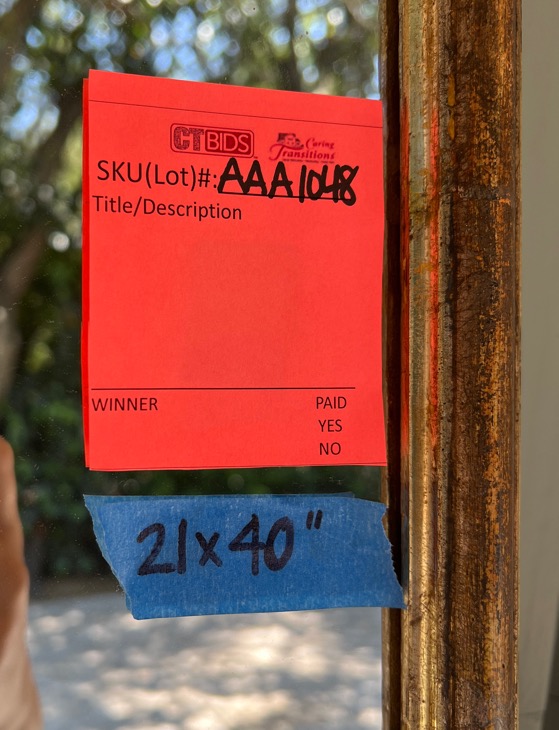 CTBIDS
Caring
Transitions
SKU(Lot)#: AAA1048
Title/Description
WINNER
PAID
YES
NO
21x40"